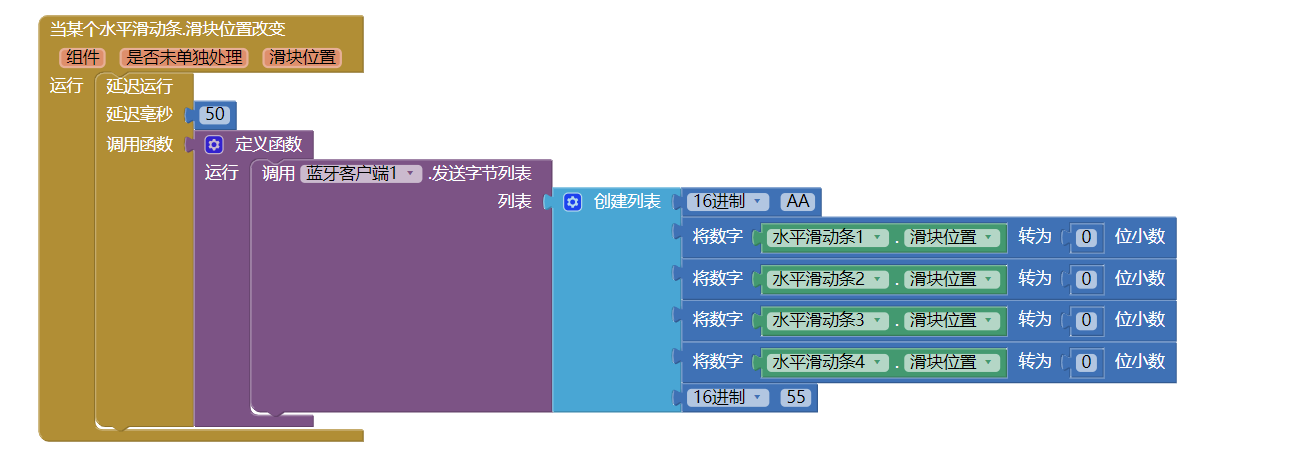 当某个水平滑动条.滑块位置改变
组件 是否未单独处理 滑块位置
运行 延迟运行
延迟毫秒 50
调用函数 定义函数
运行 调用 蓝牙客户端1 .发送字节列表
列表 创建列表 16进制 AA
将数字 水平滑动条1 . 滑块位置 转为 0 位小数
将数字 水平滑动条2 . 滑块位置 转为 0 位小数
将数字 水平滑动条3 . 滑块位置 转为 0 位小数
将数字 水平滑动条4 . 滑块位置 转为 0 位小数
16进制 55